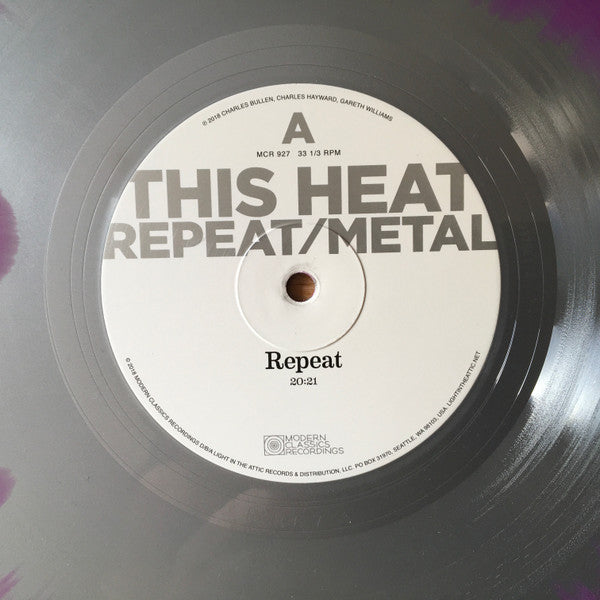 ℗ 2018 CHARLES BULLEN, CHARLES HAYWARD, GARETH WILLIAMS
A
MCR 927 33 1/3 RPM
THIS HEAT
REPEAT/METAL
Repeat
20:21
MODERN
CLASSICS
RECORDINGS
© 2018 MODERN CLASSICS RECORDINGS D/B/A LIGHT IN THE ATTIC RECORDS & DISTRIBUTION, LLC. PO BOX 31970, SEATTLE, WA 98103, USA. LIGHTINTHEATTIC.NET